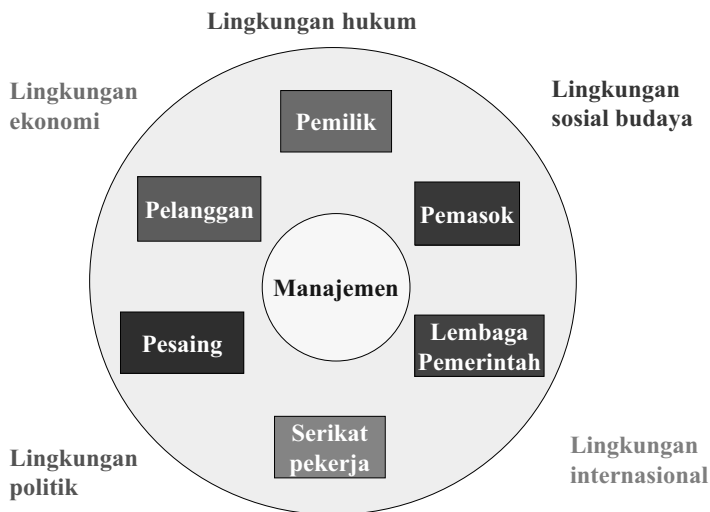 Lingkungan hukum
Lingkungan
ekonomi
Lingkungan
sosial budaya
Pemilik
Pelanggan
Pemasok
Manajemen
Pesaing
Lembaga
Pemerintah
Serikat
pekerja
Lingkungan
politik
Lingkungan
internasional